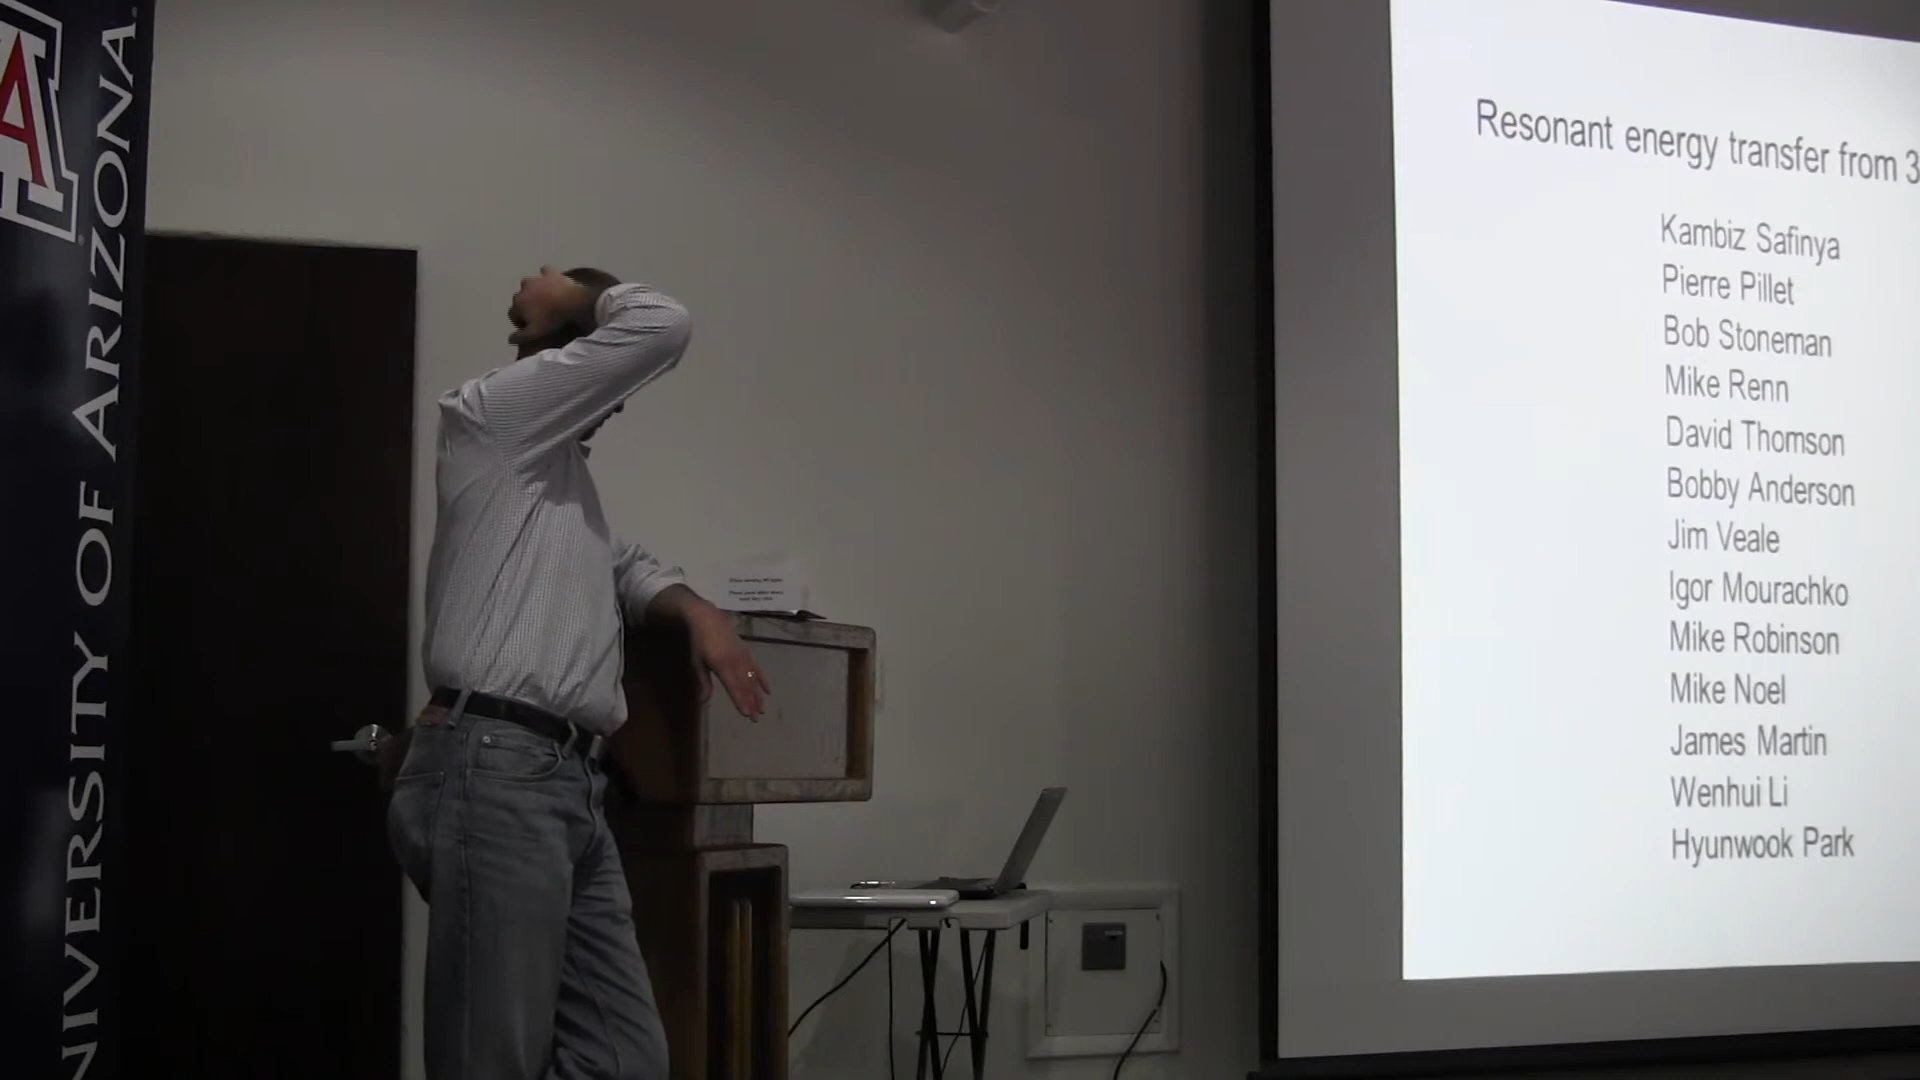 A
NIVERSITY OF ARIZONA.
Resonant energy transfer from 3
Kambiz Safinya
Pierre Pillet
Bob Stoneman
Mike Renn
David Thomson
Bobby Anderson
Jim Veale
Igor Mourachko
Mike Robinson
Mike Noel
James Martin
Wenhui Li
Hyunwook Park